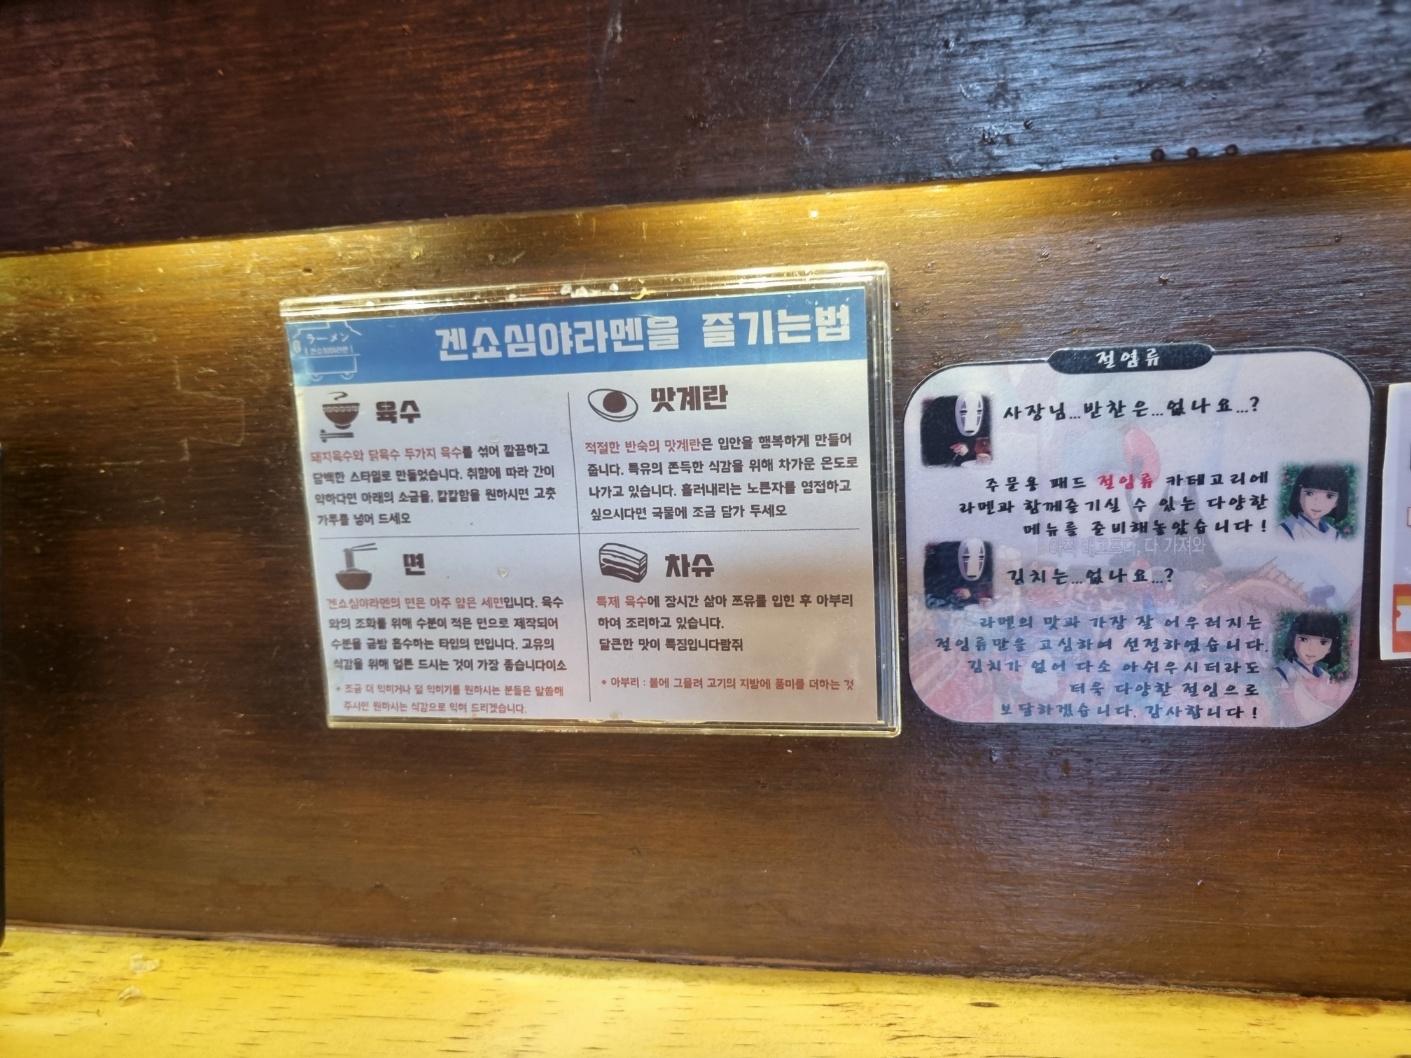 ラーメン
겐쇼심야라멘을 즐기는법
육수
돼지육수와 닭육수 두가지 육수를 섞어 깔끔하고
담백한 스타일로 만들었습니다. 취향에 따라 간이
약하다면 아래의 소금을, 칼칼함을 원하시면 고춧
가루를 넣어 드세요
맛계란
적절한 반숙의 맛계란은 입안을 행복하게 만들어
줍니다. 특유의 쫀득한 식감을 위해 차가운 온도로
나가고 있습니다. 흘러내리는 노른자를 영접하고
싶으시다면 국물에 조금 담가 두세요
면
겐쇼심야라멘의 면은 아주 얇은 세면입니다. 육수
와의 조화를 위해 수분이 적은 면으로 제작되어
수분을 금방 흡수하는 타입의 면입니다. 고유의
식감을 위해 얼른 드시는 것이 가장 좋습니다이소
* 조금 더 익히거나 덜 익히기를 원하시는 분들은 말씀해
주시면 원하시는 식감으로 익혀 드리겠습니다.
차슈
특제 육수에 장시간 삶아 쯔유를 입힌 후 아부리
하여 조리하고 있습니다.
달큰한 맛이 특징입니다람쥐
* 아부리 : 불에 그을려 고기의 지방에 풍미를 더하는 것
절임류
사장님...반찬은...없나요...?
주문용 패드 절임류 카테고리에
라멘과 함께즐기실 수 있는 다양한
메뉴를 준비해놓았습니다!
다 가져와
김치는...없나요...?
라멘의 맛과 가장 잘 어우러지는
절임류만을 고심하여 선정하였습니다.
김치가 없어 다소 아쉬우시더라도
더욱 다양한 절임으로
보답하겠습니다. 감사합니다!